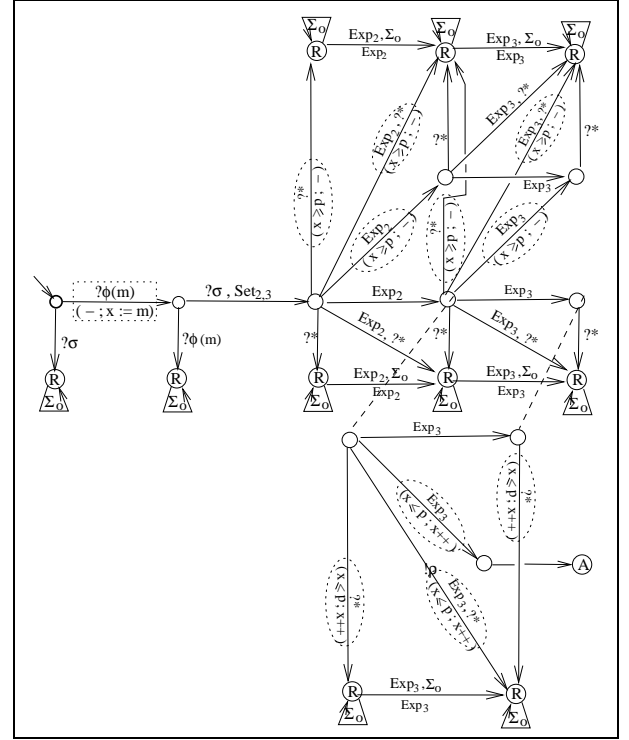 Σo Σo Σo
R Exp2, Σo R Exp3, Σo R
Exp2 Exp3
Exp3, ?*
Exp2, ?* (x ⩾ p ; −)
Exp3, ?* (x ⩾ p ; −)
?* ?*
?* (x ⩾ p ; −)
Exp3
Exp2 (x ⩾ p ; −)
?* (x ⩾ p ; −)
Exp3 (x ⩾ p ; −)
?ϕ(m)
( − ; x := m)
?σ , Set2,3
Exp2 Exp3
?σ ?ϕ(m) ?* Exp2, ?* ?* Exp3, ?* ?*
R R R Exp2, Σo R Exp3, Σo R
Σo Σo Σo Exp2 Σo Exp3 Σo
Exp3
Exp3 (x ⩽ p ; x++)
?* (x ⩽ p ; x++)
A
!ρ
Exp3, ?* (x ⩽ p ; x++)
?* (x ⩽ p ; x++)
R Exp3, Σo R
Σo Exp3 Σo